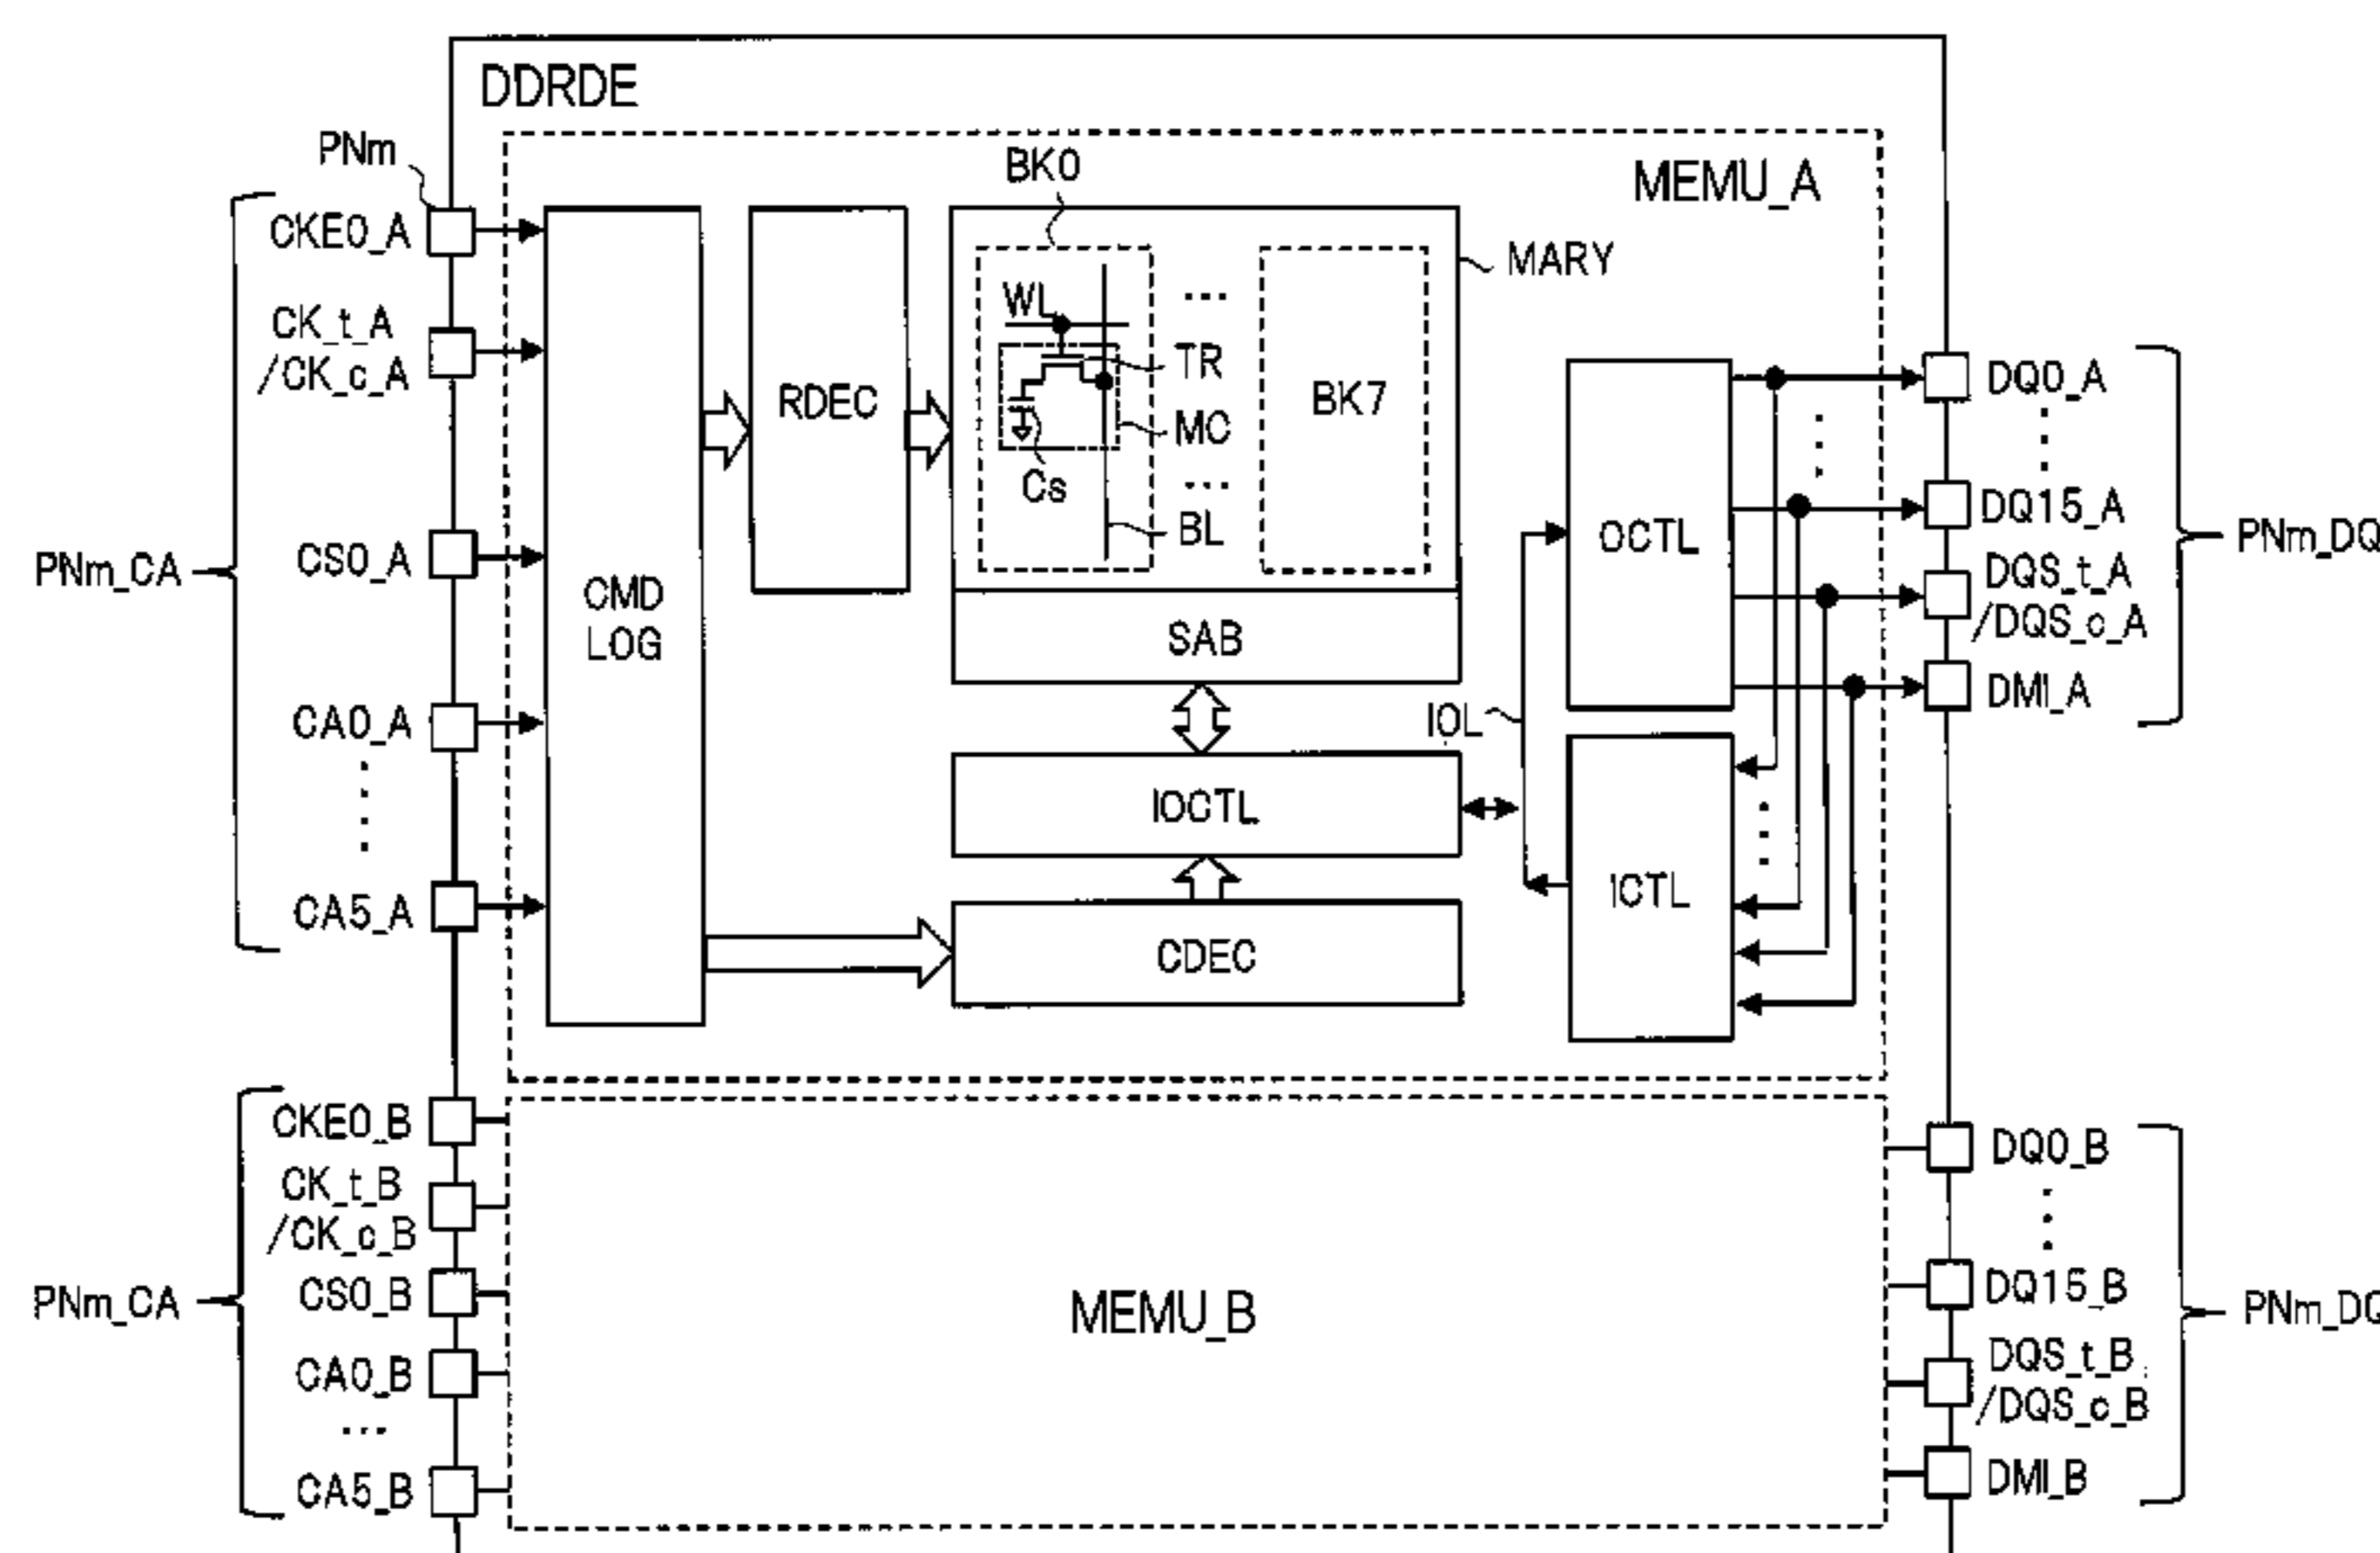 DDRDE
PNm
BK0
MEMU_A
CKE0_A
MARY
CK_t_A
/CK_c_A
WL
TR
RDEC
BK7
DQ0_A
MC
Cs
BL
DQ15_A
PNm_CA
CS0_A
CMD
LOG
OCTL
PNm_DQ
DQS_t_A
/DQS_c_A
SAB
CA0_A
IOL
DMI_A
IOCTL
ICTL
CA5_A
CDEC
CKE0_B
DQ0_B
CK_t_B
/CK_c_B
PNm_CA
CS0_B
MEMU_B
DQ15_B
PNm_DQ
CA0_B
DQS_t_B
/DQS_c_B
CA5_B
DMI_B